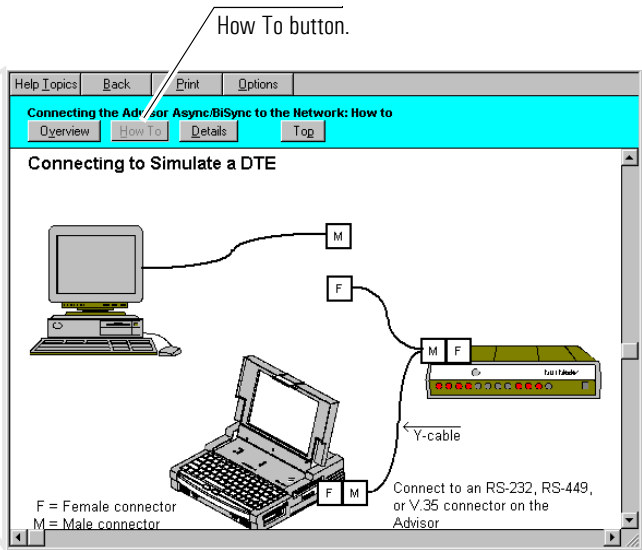 How To button.
Help Topics Back Print Options
Connecting the Advisor Async/BiSync to the Network: How to
Overview How To Details Top
Connecting to Simulate a DTE
M
F
M F
Y-cable
F M
Connect to an RS-232, RS-449,
or V.35 connector on the
Advisor
F = Female connector
M = Male connector